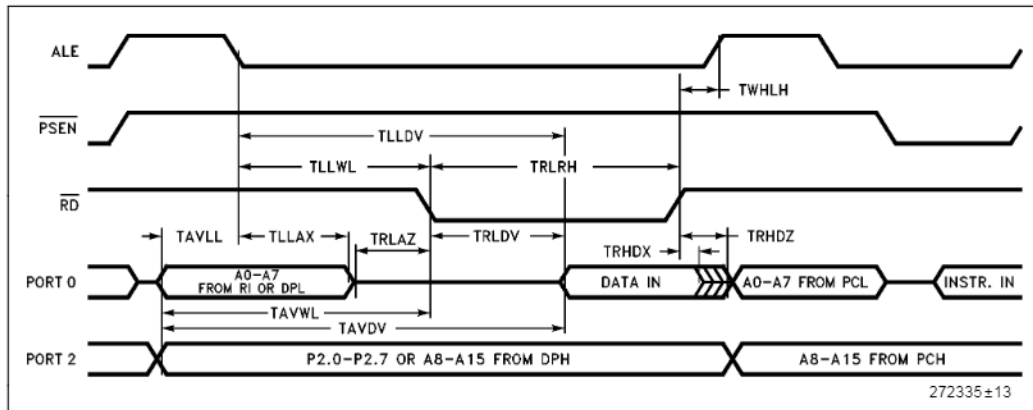 ALE
TWHLH
PSEN
TLLDV
TLLWL
TRLRH
RD
TAVLL
TLLAX
TRLAZ
TRLDV
TRHDX
TRHDZ
PORT 0
A0-A7
FROM RI OR DPL
DATA IN
A0-A7 FROM PCL
INSTR. IN
TAVWL
TAVDV
PORT 2
P2.0-P2.7 OR A8-A15 FROM DPH
A8-A15 FROM PCH
272335±13